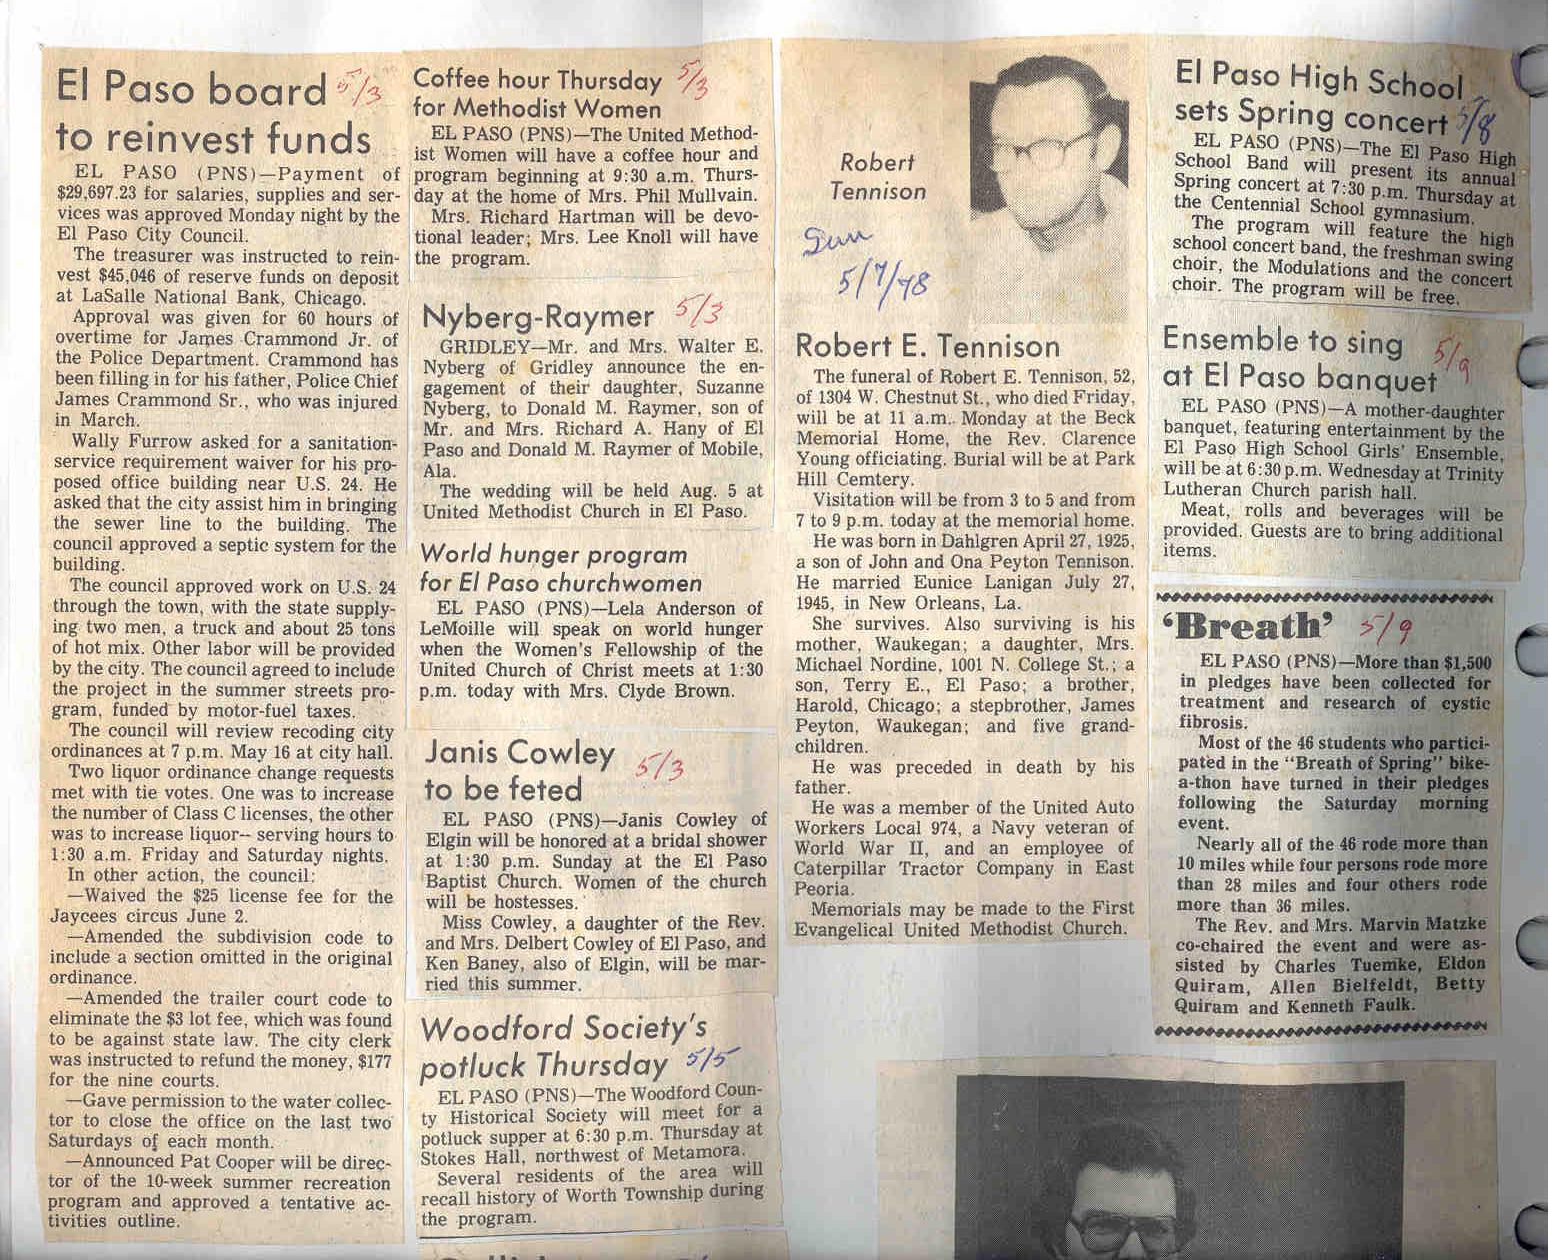 El Paso board 5/3
to reinvest funds
EL PASO (PNS)—Payment of
$29,697.23 for salaries, supplies and ser-
vices was approved Monday night by the
El Paso City Council.
The treasurer was instructed to rein-
vest $45,046 of reserve funds on deposit
at LaSalle National Bank, Chicago.
Approval was given for 60 hours of
overtime for James Crammond Jr. of
the Police Department. Crammond has
been filling in for his father, Police Chief
James Crammond Sr., who was injured
in March.
Wally Furrow asked for a sanitation-
service requirement waiver for his pro-
posed office building near U.S. 24. He
asked that the city assist him in bringing
the sewer line to the building. The
council approved a septic system for the
building.
The council approved work on U.S. 24
through the town, with the state supply-
ing two men, a truck and about 25 tons
of hot mix. Other labor will be provided
by the city. The council agreed to include
the project in the summer streets pro-
gram, funded by motor-fuel taxes.
The council will review recoding city
ordinances at 7 p.m. May 16 at city hall.
Two liquor ordinance change requests
met with tie votes. One was to increase
the number of Class C licenses, the other
was to increase liquor-- serving hours to
1:30 a.m. Friday and Saturday nights.
In other action, the council:
—Waived the $25 license fee for the
Jaycees circus June 2.
—Amended the subdivision code to
include a section omitted in the original
ordinance.
—Amended the trailer court code to
eliminate the $3 lot fee, which was found
to be against state law. The city clerk
was instructed to refund the money, $177
for the nine courts.
—Gave permission to the water collec-
tor to close the office on the last two
Saturdays of each month.
—Announced Pat Cooper will be direc-
tor of the 10-week summer recreation
program and approved a tentative ac-
tivities outline.
Coffee hour Thursday 5/3
for Methodist Women
EL PASO (PNS)—The United Method-
ist Women will have a coffee hour and
program beginning at 9:30 a.m. Thurs-
day at the home of Mrs. Phil Mullvain.
Mrs. Richard Hartman will be devo-
tional leader; Mrs. Lee Knoll will have
the program.
Nyberg-Raymer 5/3
GRIDLEY—Mr. and Mrs. Walter E.
Nyberg of Gridley announce the en-
gagement of their daughter, Suzanne
Nyberg, to Donald M. Raymer, son of
Mr. and Mrs. Richard A. Hany of El
Paso and Donald M. Raymer of Mobile,
Ala.
The wedding will be held Aug. 5 at
United Methodist Church in El Paso.
World hunger program
for El Paso churchwomen
EL PASO (PNS)—Lela Anderson of
LeMoille will speak on world hunger
when the Women's Fellowship of the
United Church of Christ meets at 1:30
p.m. today with Mrs. Clyde Brown.
Janis Cowley 5/3
to be feted
EL PASO (PNS)—Janis Cowley of
Elgin will be honored at a bridal shower
at 1:30 p.m. Sunday at the El Paso
Baptist Church. Women of the church
will be hostesses.
Miss Cowley, a daughter of the Rev.
and Mrs. Delbert Cowley of El Paso, and
Ken Baney, also of Elgin, will be mar-
ried this summer.
Woodford Society's
potluck Thursday 5/5
EL PASO (PNS)—The Woodford Coun-
ty Historical Society will meet for a
potluck supper at 6:30 p.m. Thursday at
Stokes Hall, northwest of Metamora.
Several residents of the area will
recall history of Worth Township during
the program.
Robert
Tennison
Sun
5/7/78
Robert E. Tennison
The funeral of Robert E. Tennison, 52,
of 1304 W. Chestnut St., who died Friday,
will be at 11 a.m. Monday at the Beck
Memorial Home, the Rev. Clarence
Young officiating. Burial will be at Park
Hill Cemtery.
Visitation will be from 3 to 5 and from
7 to 9 p.m. today at the memorial home.
He was born in Dahlgren April 27, 1925,
a son of John and Ona Peyton Tennison.
He married Eunice Lanigan July 27,
1945, in New Orleans, La.
She survives. Also surviving is his
mother, Waukegan; a daughter, Mrs.
Michael Nordine, 1001 N. College St.; a
son, Terry E., El Paso; a brother,
Harold, Chicago; a stepbrother, James
Peyton, Waukegan; and five grand-
children.
He was preceded in death by his
father.
He was a member of the United Auto
Workers Local 974, a Navy veteran of
World War II, and an employee of
Caterpillar Tractor Company in East
Peoria.
Memorials may be made to the First
Evangelical United Methodist Church.
El Paso High School
sets Spring concert 5/8
EL PASO (PNS)—The El Paso High
School Band will present its annual
Spring concert at 7:30 p.m. Thursday at
the Centennial School gymnasium.
The program will feature the high
school concert band, the freshman swing
choir, the Modulations and the concert
choir. The program will be free.
Ensemble to sing 5/9
at El Paso banquet
EL PASO (PNS)—A mother-daughter
banquet, featuring entertainment by the
El Paso High School Girls' Ensemble,
will be at 6:30 p.m. Wednesday at Trinity
Lutheran Church parish hall.
Meat, rolls and beverages will be
provided. Guests are to bring additional
items.
'Breath' 5/9
EL PASO (PNS)—More than $1,500
in pledges have been collected for
treatment and research of cystic
fibrosis.
Most of the 46 students who partici-
pated in the "Breath of Spring" bike-
a-thon have turned in their pledges
following the Saturday morning
event.
Nearly all of the 46 rode more than
10 miles while four persons rode more
than 28 miles and four others rode
more than 36 miles.
The Rev. and Mrs. Marvin Matzke
co-chaired the event and were as-
sisted by Charles Tuemke, Eldon
Quiram, Allen Bielfeldt, Betty
Quiram and Kenneth Faulk.